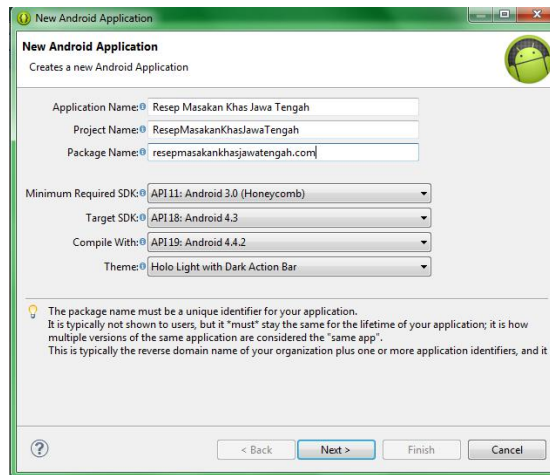 New Android Application
New Android Application
Creates a new Android Application
Application Name: Resep Masakan Khas Jawa Tengah
Project Name: ResepMasakanKhasJawaTengah
Package Name: resepmasakankhasjawatengah.com
Minimum Required SDK: API 11: Android 3.0 (Honeycomb)
Target SDK: API 18: Android 4.3
Compile With: API 19: Android 4.4.2
Theme: Holo Light with Dark Action Bar
The package name must be a unique identifier for your application.
It is typically not shown to users, but it *must* stay the same for the lifetime of your application; it is how
multiple versions of the same application are considered the "same app".
This is typically the reverse domain name of your organization plus one or more application identifiers, and it
? < Back Next > Finish Cancel